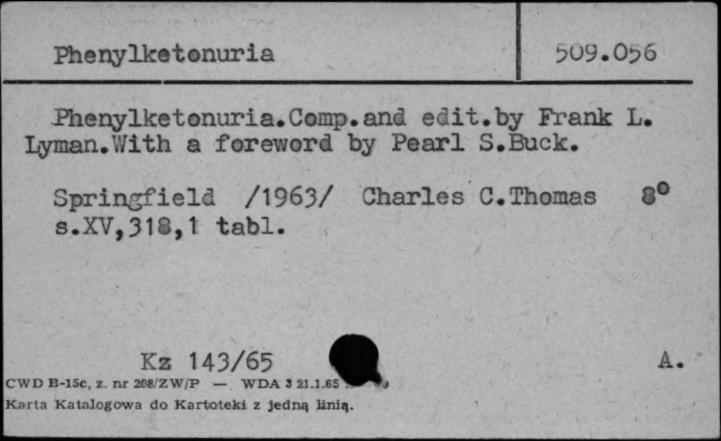 Phenylketonuria
509.056
Phenylketonuria.Comp.and edit.by Frank L.
Lyman.With a foreword by Pearl S.Buck.
Springfield /1963/ Charles C.Thomas 8°
s.XV,318,1 tabl.
Kz 143/65
A.
CWD B-15c, z. nr 208/ZW/P — WDA 3 21.1.65
Karta Katalogowa do Kartoteki z jedną linią.